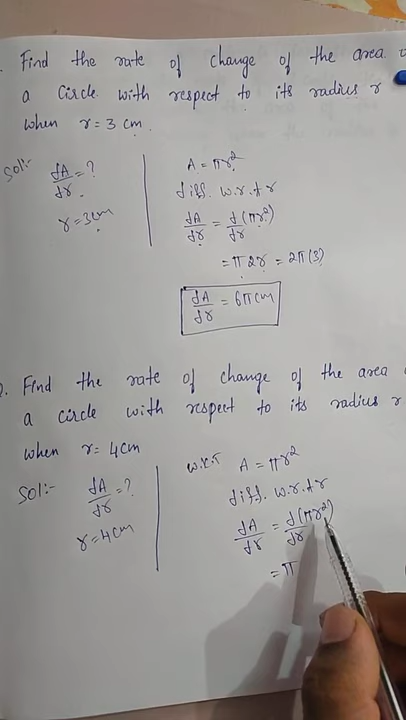 Find the rate of change of the area
a circle with respect to its radius r
when r = 3 cm.
Sol:-
dA/dr = ?
r = 3cm
A = πr²
diff. w.r.t r
dA/dr = d/dr (πr²)
= π 2r = 2π(3)
dA/dr = 6π cm
2. Find the rate of change of the area
a circle with respect to its radius r
when r = 4cm
Sol:-
dA/dr = ?
r = 4cm
W.K.T A = πr²
diff. w.r.t r
dA/dr = d/dr (πr²)
= π